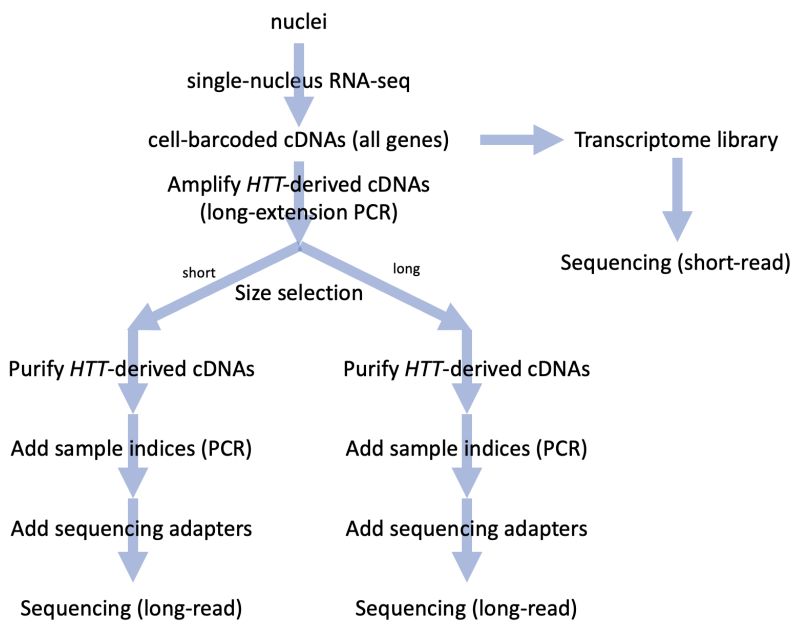 nuclei
single-nucleus RNA-seq
cell-barcoded cDNAs (all genes)
Transcriptome library
Amplify HTT-derived cDNAs
(long-extension PCR)
Sequencing (short-read)
short
long
Size selection
Purify HTT-derived cDNAs
Purify HTT-derived cDNAs
Add sample indices (PCR)
Add sample indices (PCR)
Add sequencing adapters
Add sequencing adapters
Sequencing (long-read)
Sequencing (long-read)